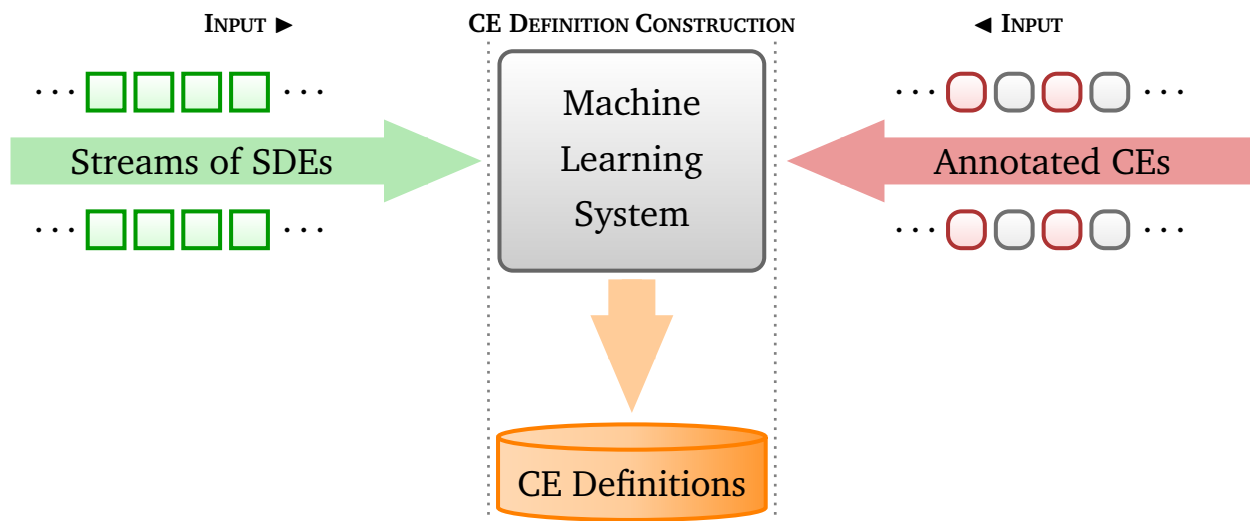 INPUT ►
CE DEFINITION CONSTRUCTION
◄ INPUT
··· ···
··· ···
Machine
Learning
System
Streams of SDEs
Annotated CEs
··· ···
··· ···
CE Definitions